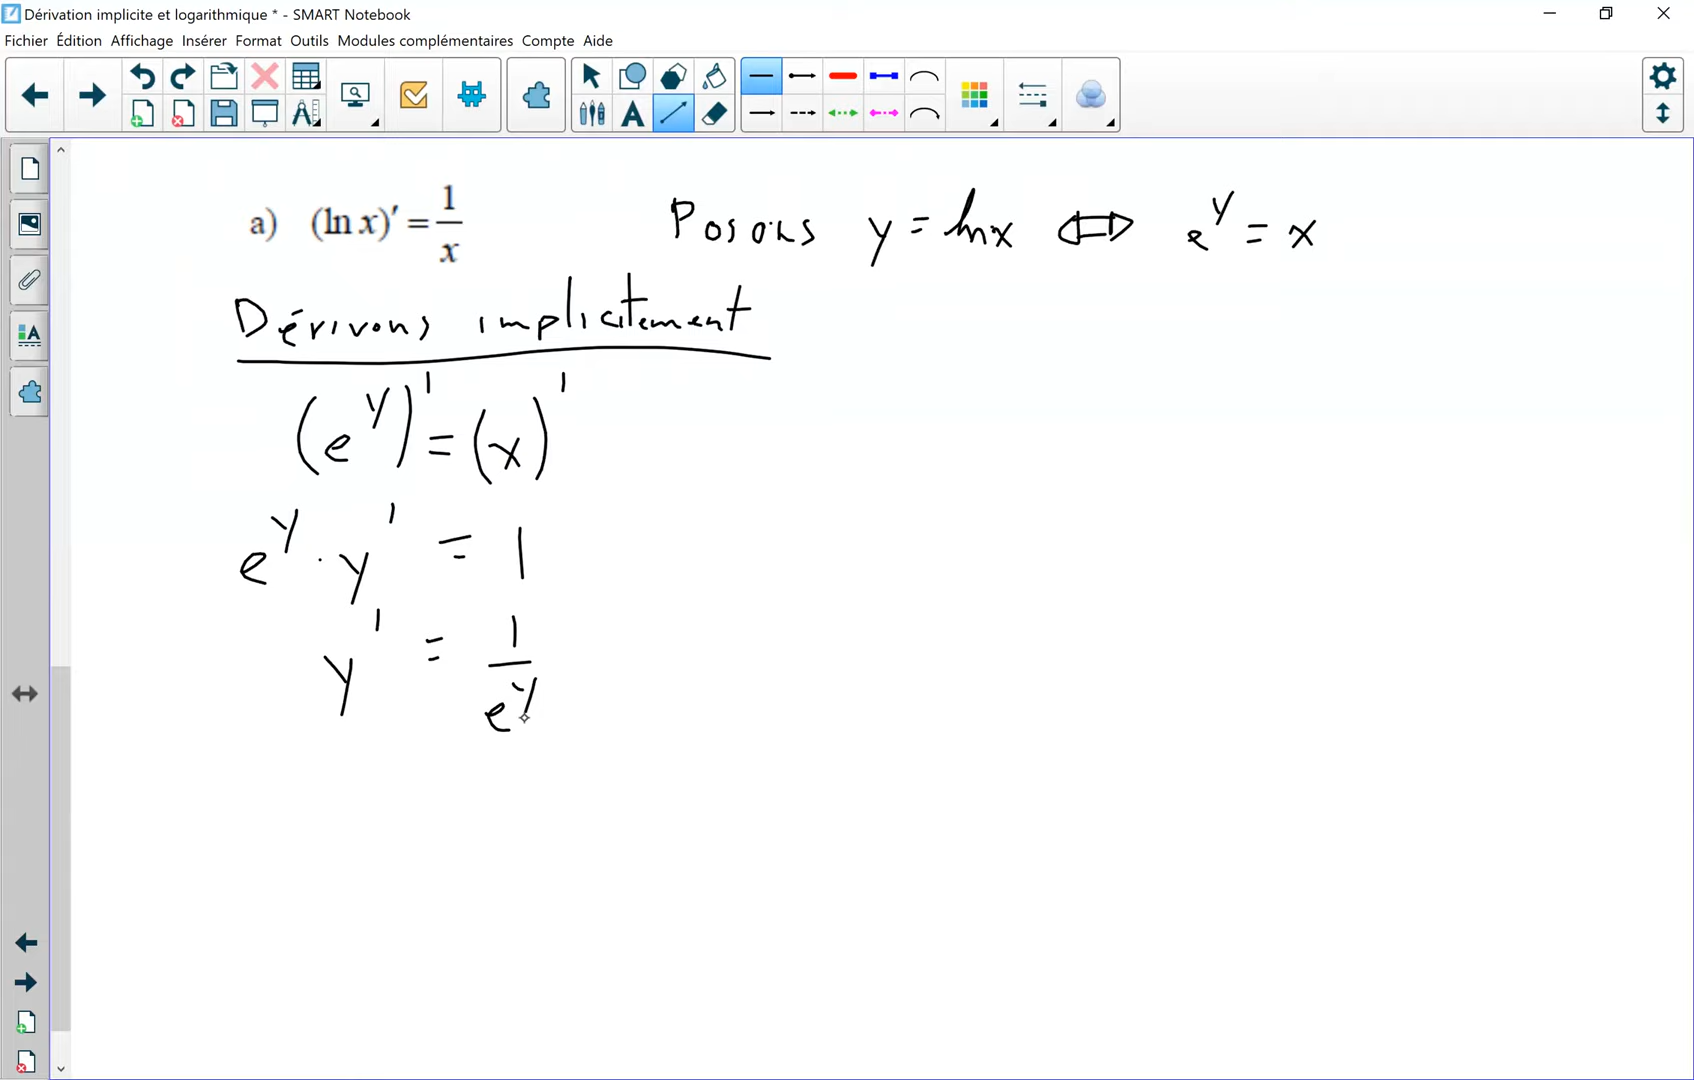 Dérivation implicite et logarithmique * - SMART Notebook
Fichier Édition Affichage Insérer Format Outils Modules complémentaires Compte Aide
a) (ln x)′ = 1/x Posons y = ln x ⟺ e^y = x
Dérivons implicitement
(e^y)' = (x)'
e^y · y' = 1
y' = 1/e^y